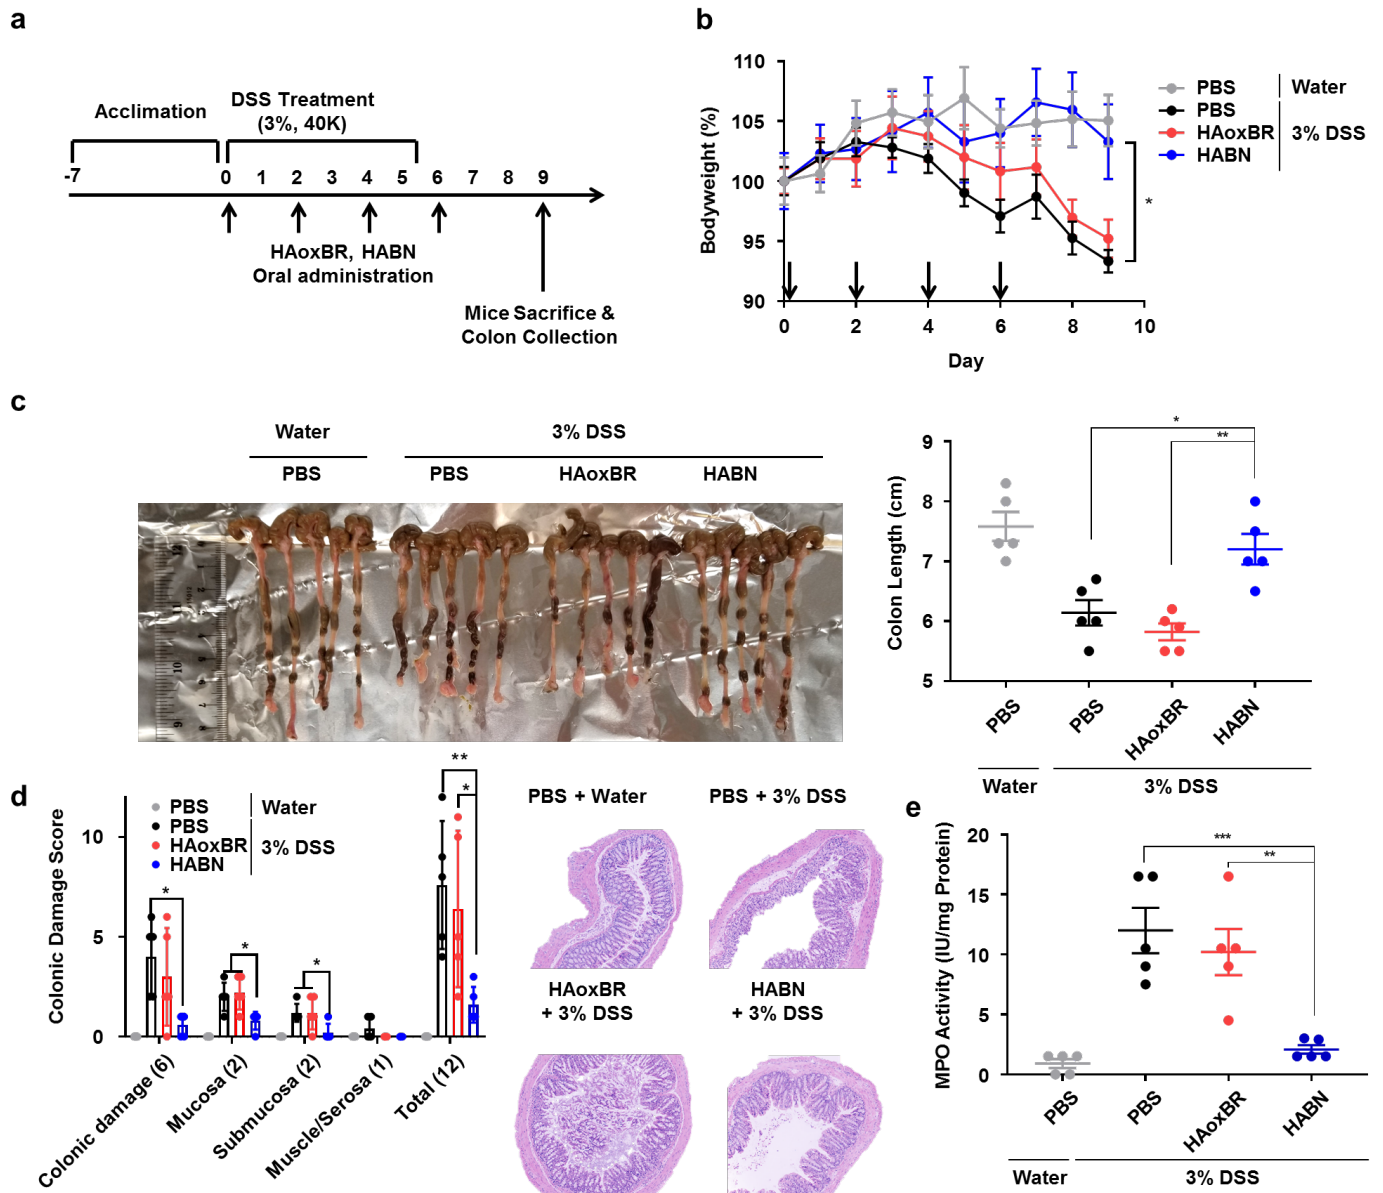 a
Acclimation
DSS Treatment
(3%, 40K)
-7 0 1 2 3 4 5 6 7 8 9
HAoxBR, HABN
Oral administration
Mice Sacrifice &
Colon Collection
b
Bodyweight (%)
110
105
100
95
90
0 2 4 6 8 10
Day
PBS Water
PBS
HAoxBR 3% DSS
HABN
*
c
Water 3% DSS
PBS PBS HAoxBR HABN
Colon Length (cm)
9
8
7
6
5
*
**
PBS PBS HAoxBR HABN
Water 3% DSS
d
Colonic Damage Score
10
5
0
PBS Water
PBS
HAoxBR 3% DSS
HABN
*
*
*
**
*
Colonic damage (6)
Mucosa (2)
Submucosa (2)
Muscle/Serosa (1)
Total (12)
PBS + Water PBS + 3% DSS
HAoxBR HABN
+ 3% DSS + 3% DSS
e
MPO Activity (IU/mg Protein)
20
15
10
5
0
***
**
PBS PBS HAoxBR HABN
Water 3% DSS